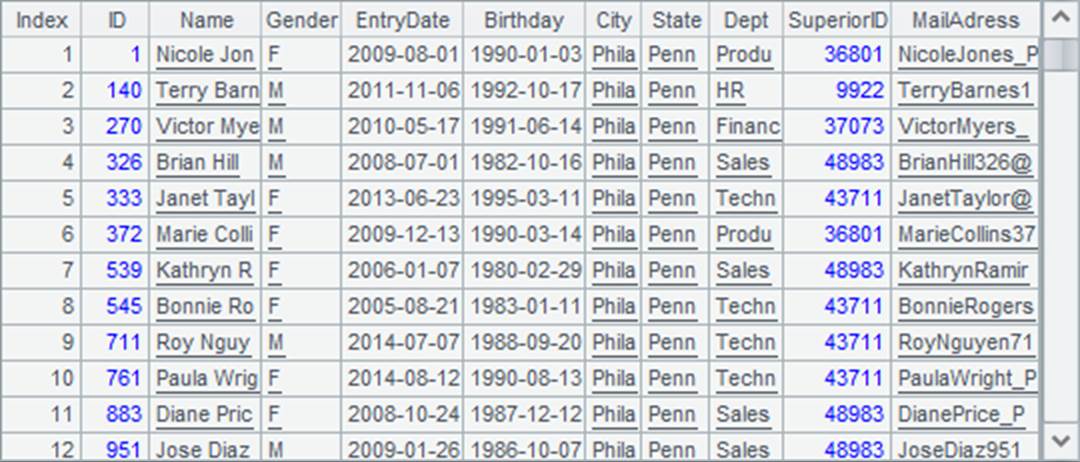 Index ID Name Gender EntryDate Birthday City State Dept SuperiorID MailAdress
1 1 Nicole Jon F 2009-08-01 1990-01-03 Phila Penn Produ 36801 NicoleJones_P
2 140 Terry Barn M 2011-11-06 1992-10-17 Phila Penn HR 9922 TerryBarnes1
3 270 Victor Mye M 2010-05-17 1991-06-14 Phila Penn Financ 37073 VictorMyers_
4 326 Brian Hill M 2008-07-01 1982-10-16 Phila Penn Sales 48983 BrianHill326@
5 333 Janet Tayl F 2013-06-23 1995-03-11 Phila Penn Techn 43711 JanetTaylor@
6 372 Marie Colli F 2009-12-13 1990-03-14 Phila Penn Produ 36801 MarieCollins37
7 539 Kathryn R F 2006-01-07 1980-02-29 Phila Penn Sales 48983 KathrynRamir
8 545 Bonnie Ro F 2005-08-21 1983-01-11 Phila Penn Techn 43711 BonnieRogers
9 711 Roy Nguy M 2014-07-07 1988-09-20 Phila Penn Techn 43711 RoyNguyen71
10 761 Paula Wrig F 2014-08-12 1990-08-13 Phila Penn Techn 43711 PaulaWright_P
11 883 Diane Pric F 2008-10-24 1987-12-12 Phila Penn Sales 48983 DianePrice_P
12 951 Jose Diaz M 2009-01-26 1986-10-07 Phila Penn Sales 48983 JoseDiaz951